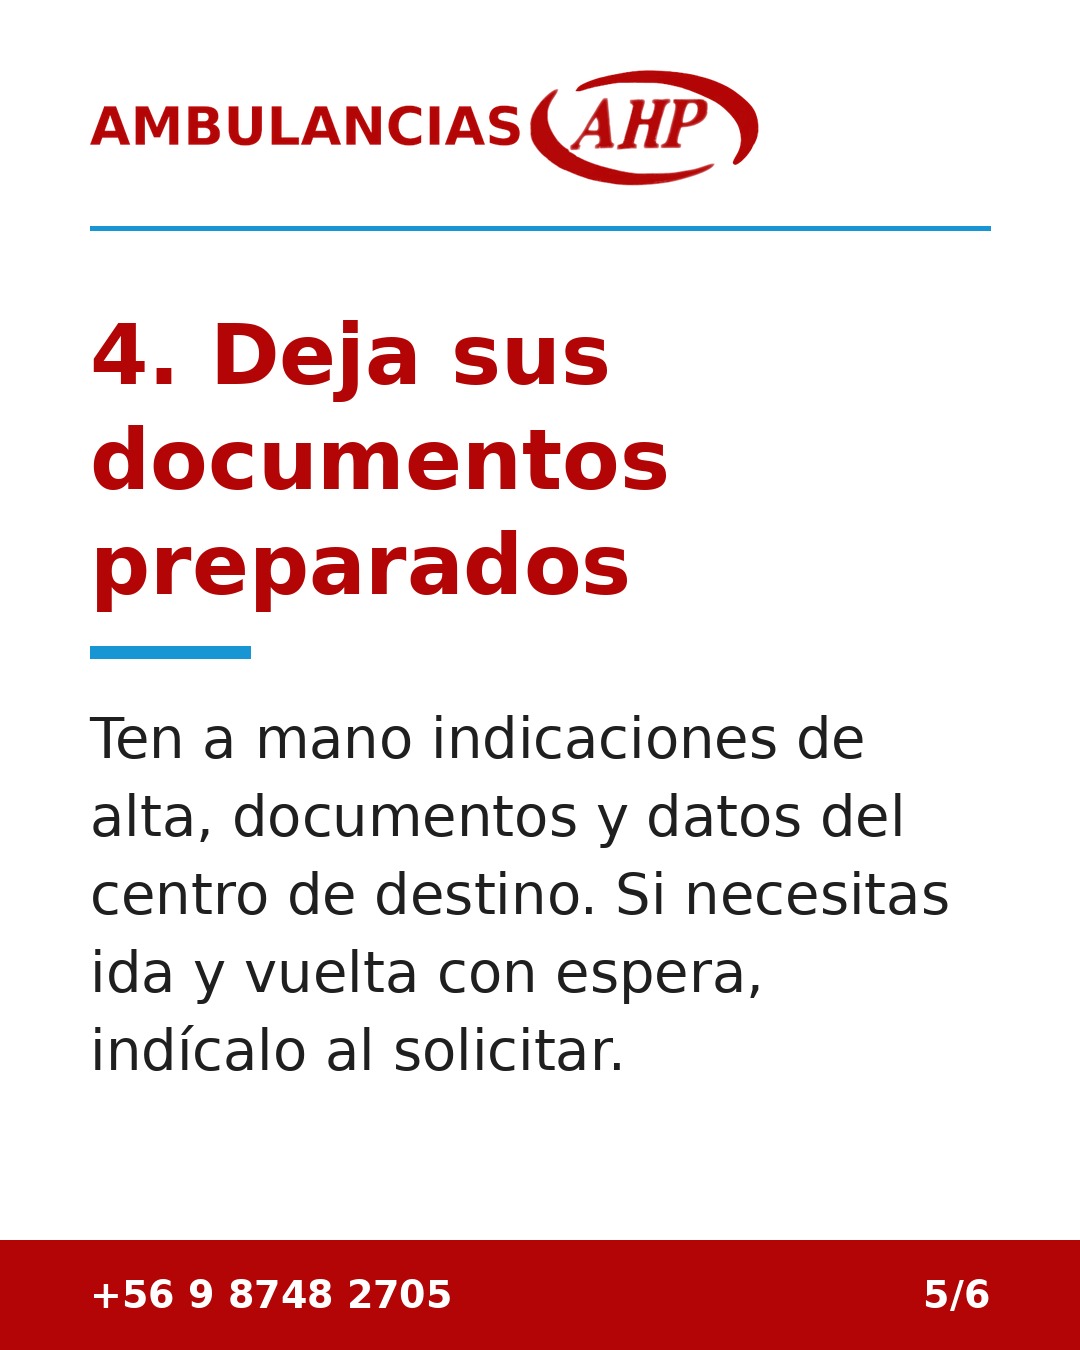 AMBULANCIAS AHP
4. Deja sus
documentos
preparados
Ten a mano indicaciones de
alta, documentos y datos del
centro de destino. Si necesitas
ida y vuelta con espera,
indícalo al solicitar.
+56 9 8748 2705
5/6